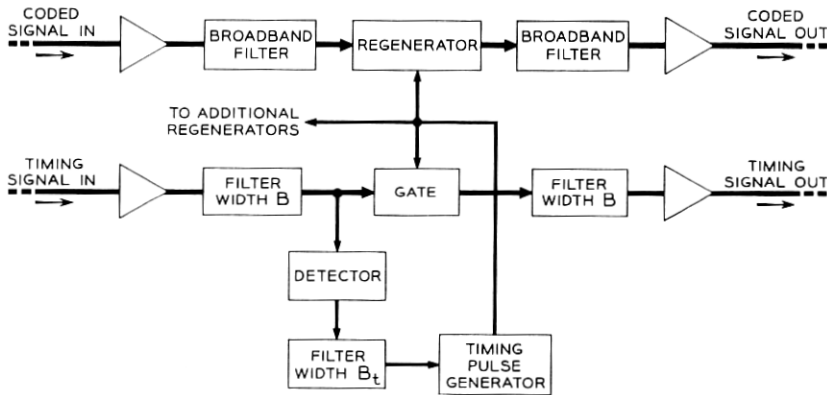 CODED
SIGNAL IN
BROADBAND
FILTER
REGENERATOR
BROADBAND
FILTER
CODED
SIGNAL OUT
TO ADDITIONAL
REGENERATORS
TIMING
SIGNAL IN
FILTER
WIDTH B
GATE
FILTER
WIDTH B
TIMING
SIGNAL OUT
DETECTOR
FILTER
WIDTH Bt
TIMING
PULSE
GENERATOR